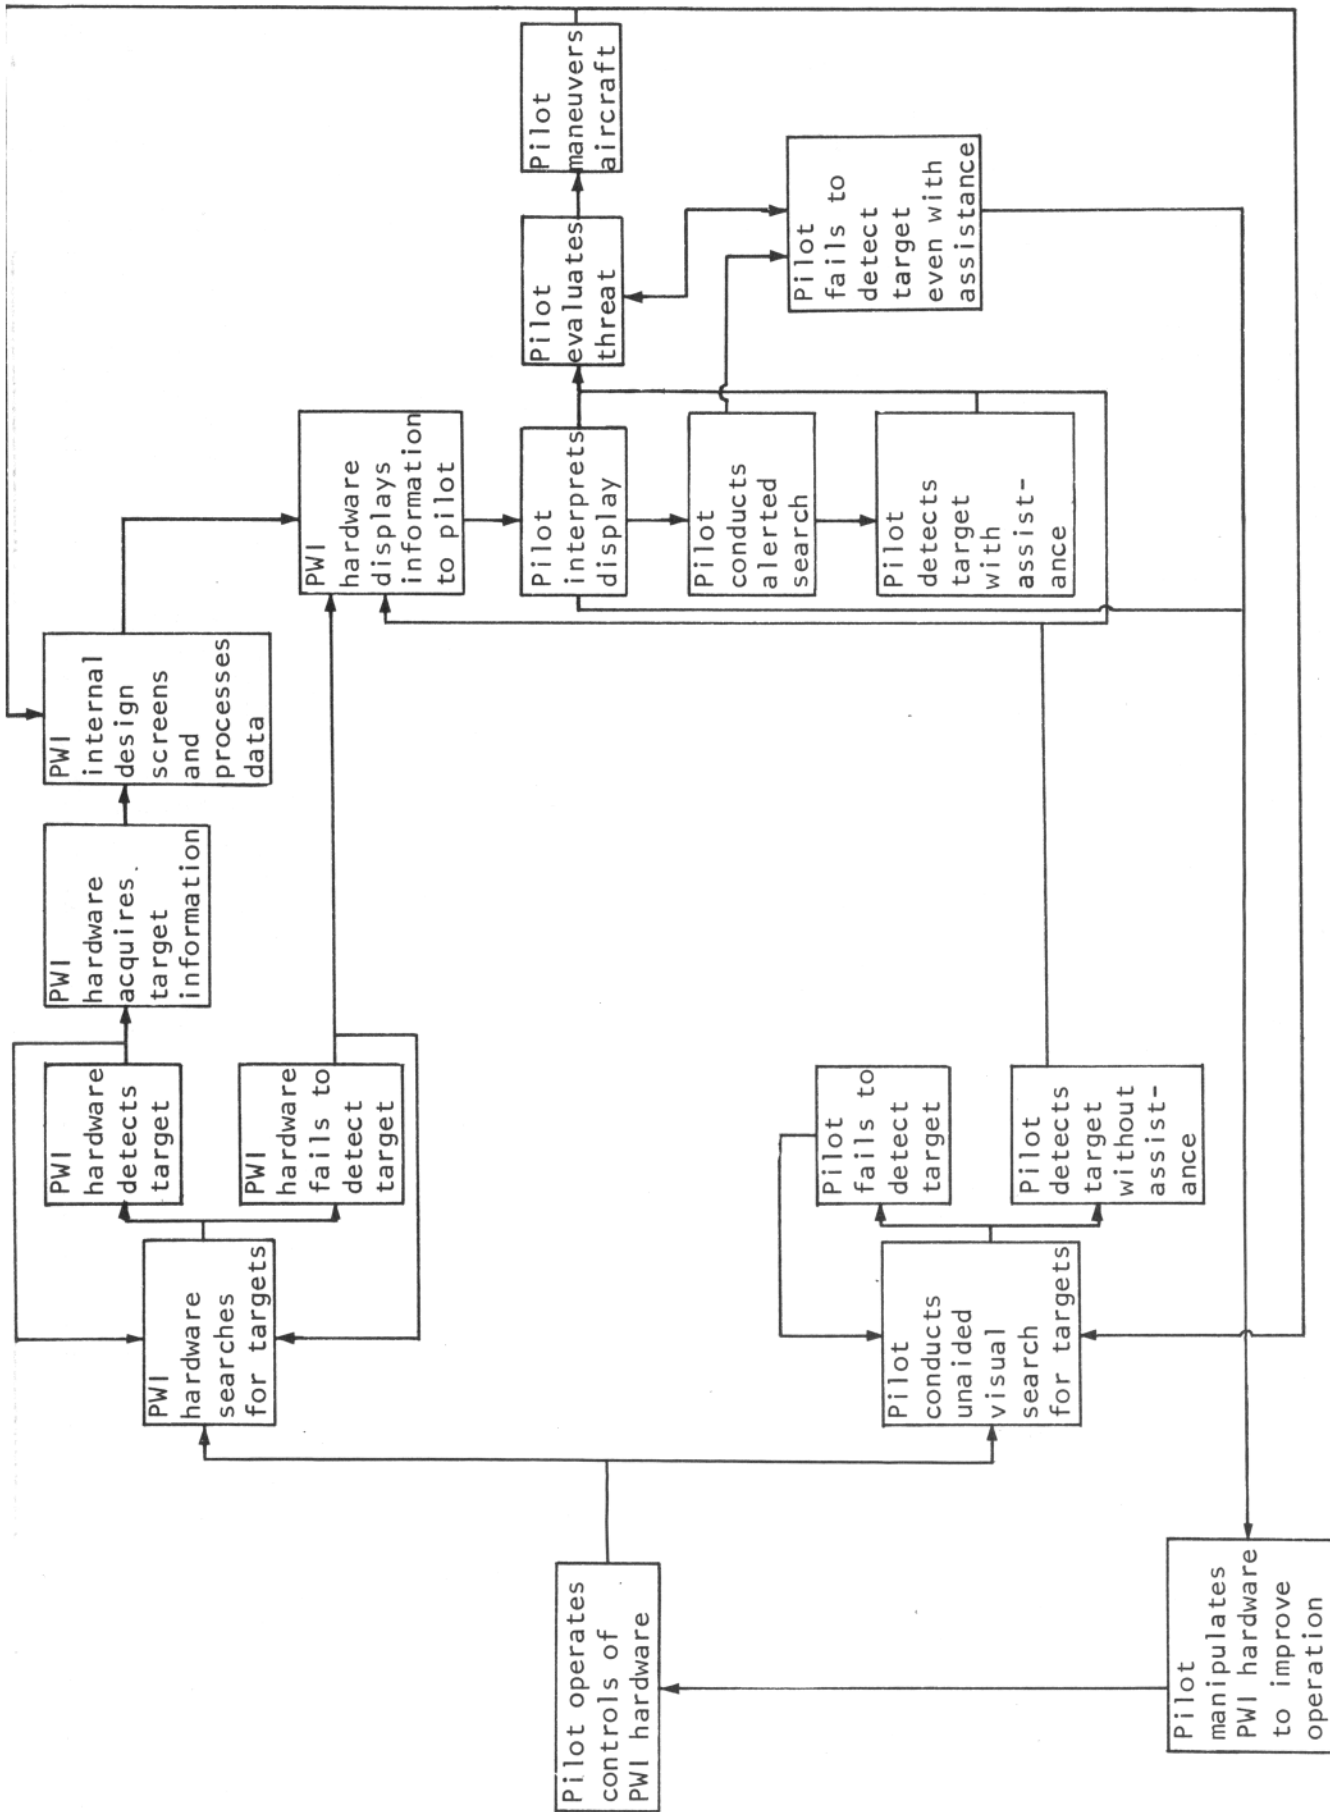 Pilot operates
controls of
PWI hardware
Pilot
manipulates
PWI hardware
to improve
operation
PWI
hardware
searches
for targets
PWI
hardware
detects
target
PWI
hardware
fails to
detect
target
PWI
hardware
acquires.
target
information
PWI
internal
design
screens
and
processes
data
PWI
hardware
displays
information
to pilot
Pilot
conducts
unaided
visual
search
for targets
Pilot
fails to
detect
target
Pilot
detects
target
without
assist-
ance
Pilot
interprets
display
Pilot
conducts
alerted
search
Pilot
detects
target
with
assist-
ance
Pilot
evaluates
threat
Pilot
maneuvers
aircraft
Pilot
fails to
detect
target
even with
assistance